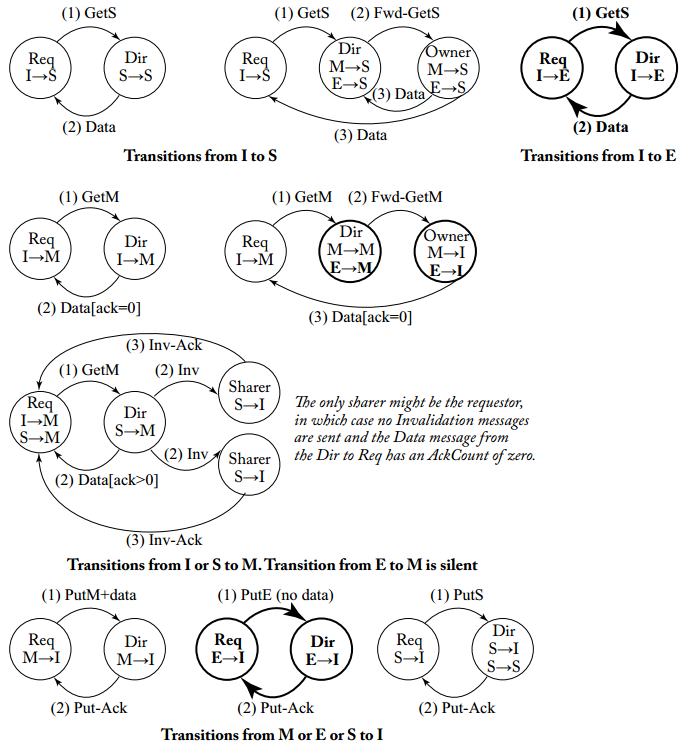 (1) GetS
Req
I→S
Dir
S→S
(2) Data
(1) GetS (2) Fwd-GetS
Req
I→S
Dir
M→S
E→S
Owner
M→S
E→S
(3) Data
(3) Data
Transitions from I to S
(1) GetS
Req
I→E
Dir
I→E
(2) Data
Transitions from I to E
(1) GetM
Req
I→M
Dir
I→M
(2) Data[ack=0]
(1) GetM (2) Fwd-GetM
Req
I→M
Dir
M→M
E→M
Owner
M→I
E→I
(3) Data[ack=0]
(3) Inv-Ack
(1) GetM (2) Inv
Req
I→M
S→M
Dir
S→M
Sharer
S→I
(2) Inv
Sharer
S→I
(2) Data[ack>0]
(3) Inv-Ack
The only sharer might be the requestor,
in which case no Invalidation messages
are sent and the Data message from
the Dir to Req has an AckCount of zero.
Transitions from I or S to M. Transition from E to M is silent
(1) PutM+data
Req
M→I
Dir
M→I
(2) Put-Ack
(1) PutE (no data)
Req
E→I
Dir
E→I
(2) Put-Ack
(1) PutS
Req
S→I
Dir
S→I
S→S
(2) Put-Ack
Transitions from M or E or S to I